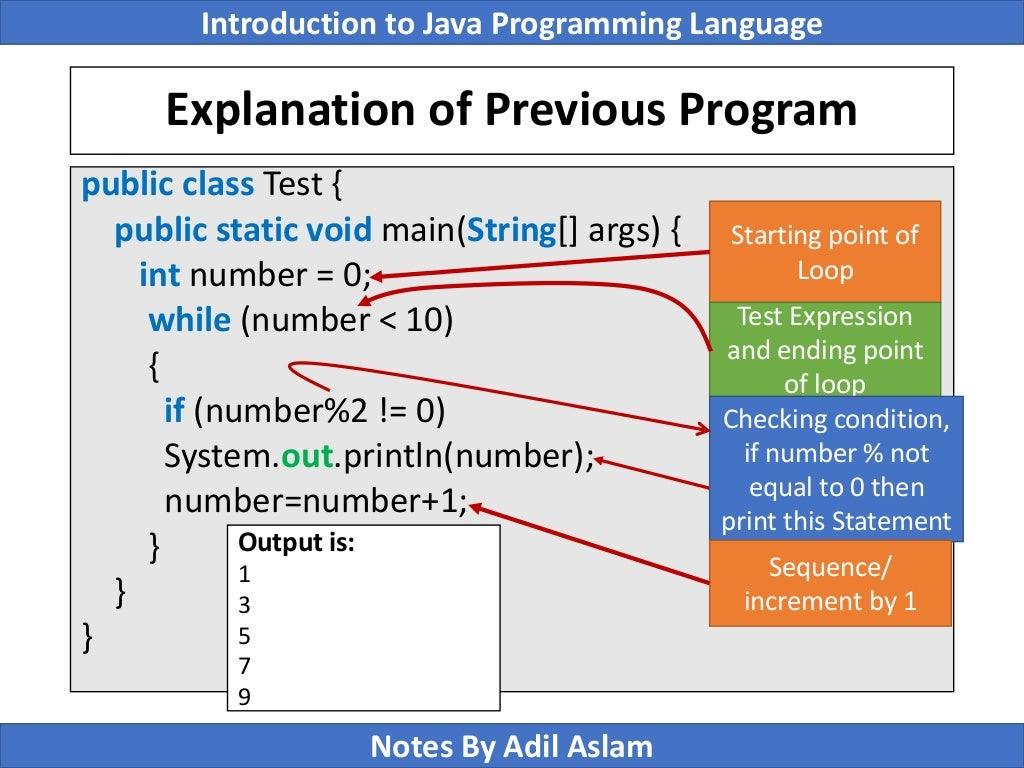 Introduction to Java Programming Language
Explanation of Previous Program
public class Test {
public static void main(String[] args) {
int number = 0;
while (number < 10)
{
if (number%2 != 0)
System.out.println(number);
number=number+1;
}
}
}
Starting point of
Loop
Test Expression
and ending point
of loop
Checking condition,
if number % not
equal to 0 then
print this Statement
Sequence/
increment by 1
Output is:
1
3
5
7
9
Notes By Adil Aslam